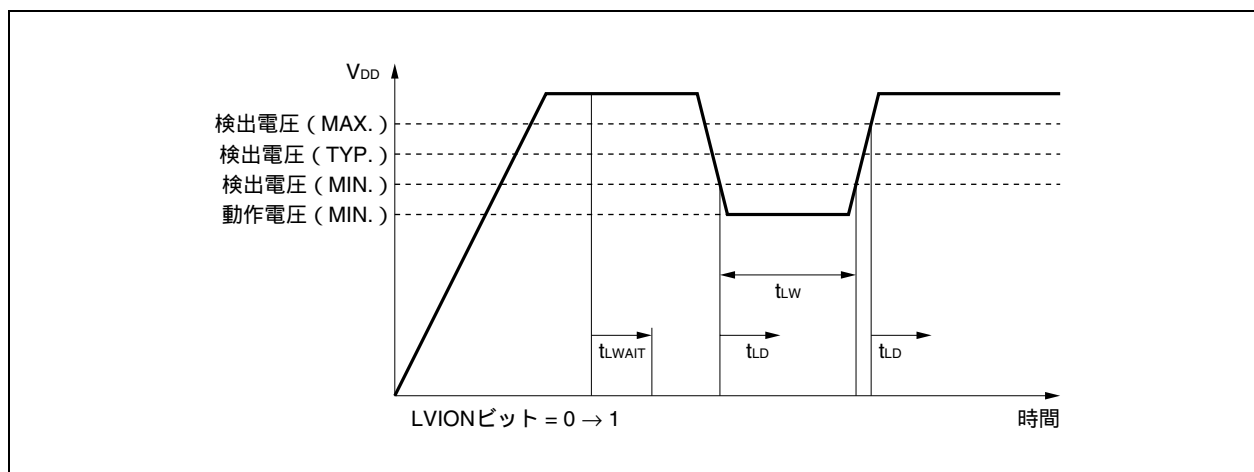 VDD
検出電圧（MAX.）
検出電圧（TYP.）
検出電圧（MIN.）
動作電圧（MIN.）
tLW
tLWAIT
tLD
tLD
LVIONビット = 0 → 1
時間